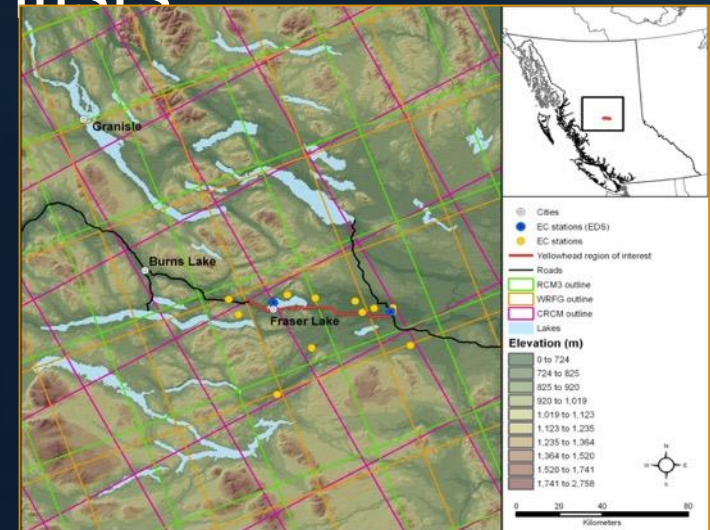 Granisle
Burns Lake
Fraser Lake
Cities
EC stations (EDS)
EC stations
Yellowhead region of interest
Roads
RCM3 outline
WRFG outline
CRCM outline
Lakes
Elevation (m)
0 to 724
724 to 825
825 to 920
920 to 1,019
1,019 to 1,123
1,123 to 1,235
1,235 to 1,364
1,364 to 1,520
1,520 to 1,741
1,741 to 2,758
N
W E
S
0 20 40 80
Kilometers